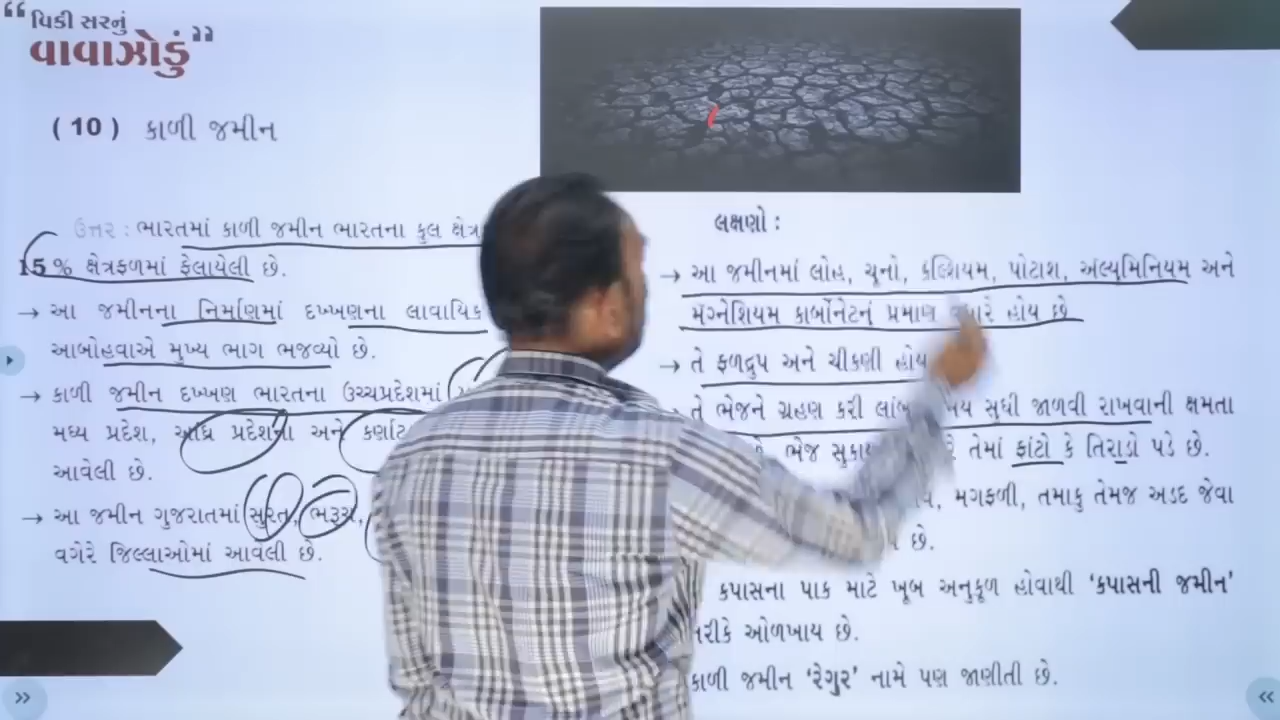 “વિકી સરનું
વાવાઝોડું”
( 10 ) કાળી જમીન
ઉત્તર : ભારતમાં કાળી જમીન ભારતના કુલ
15 % ક્ષેત્રફળમાં ફેલાયેલી છે.
→ આ જમીનના નિર્માણમાં દખ્ખણના લાવાયિક
આબોહવાએ મુખ્ય ભાગ ભજવ્યો છે.
→ કાળી જમીન દખ્ખણ ભારતના ઉચ્ચપ્રદેશમાં
મધ્ય પ્રદેશ, આંધ્ર પ્રદેશના અને
આવેલી છે.
→ આ જમીન ગુજરાતમાં સુરત, ભરૂચ,
વગેરે જિલ્લાઓમાં આવેલી છે.
લક્ષણો :
→ આ જમીનમાં લોહ, ચૂનો, કૅલ્શિયમ, પોટાશ, ઍલ્યુમિનિયમ અને
મૅગ્નેશિયમ કાર્બોનેટનું પ્રમાણ વધારે હોય છે
→ તે ફળદ્રુપ અને ચીકણી હોય
તે ભેજને ગ્રહણ કરી લાંબા સમય સુધી જાળવી રાખવાની ક્ષમતા
ભેજ તેમાં ફાંટો કે તિરાડો પડે છે.
મગફળી, તમાકુ તેમજ અડદ જેવા
છે.
કપાસના પાક માટે ખૂબ અનુકૂળ હોવાથી ‘કપાસની જમીન’
તરીકે ઓળખાય છે.
કાળી જમીન ‘રેગુર’ નામે પણ જાણીતી છે.